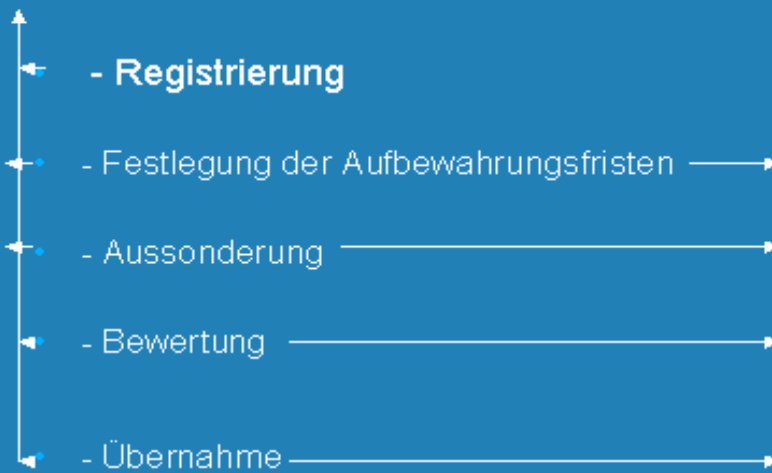 - Registrierung
- Festlegung der Aufbewahrungsfristen
- Aussonderung
- Bewertung
- Übernahme